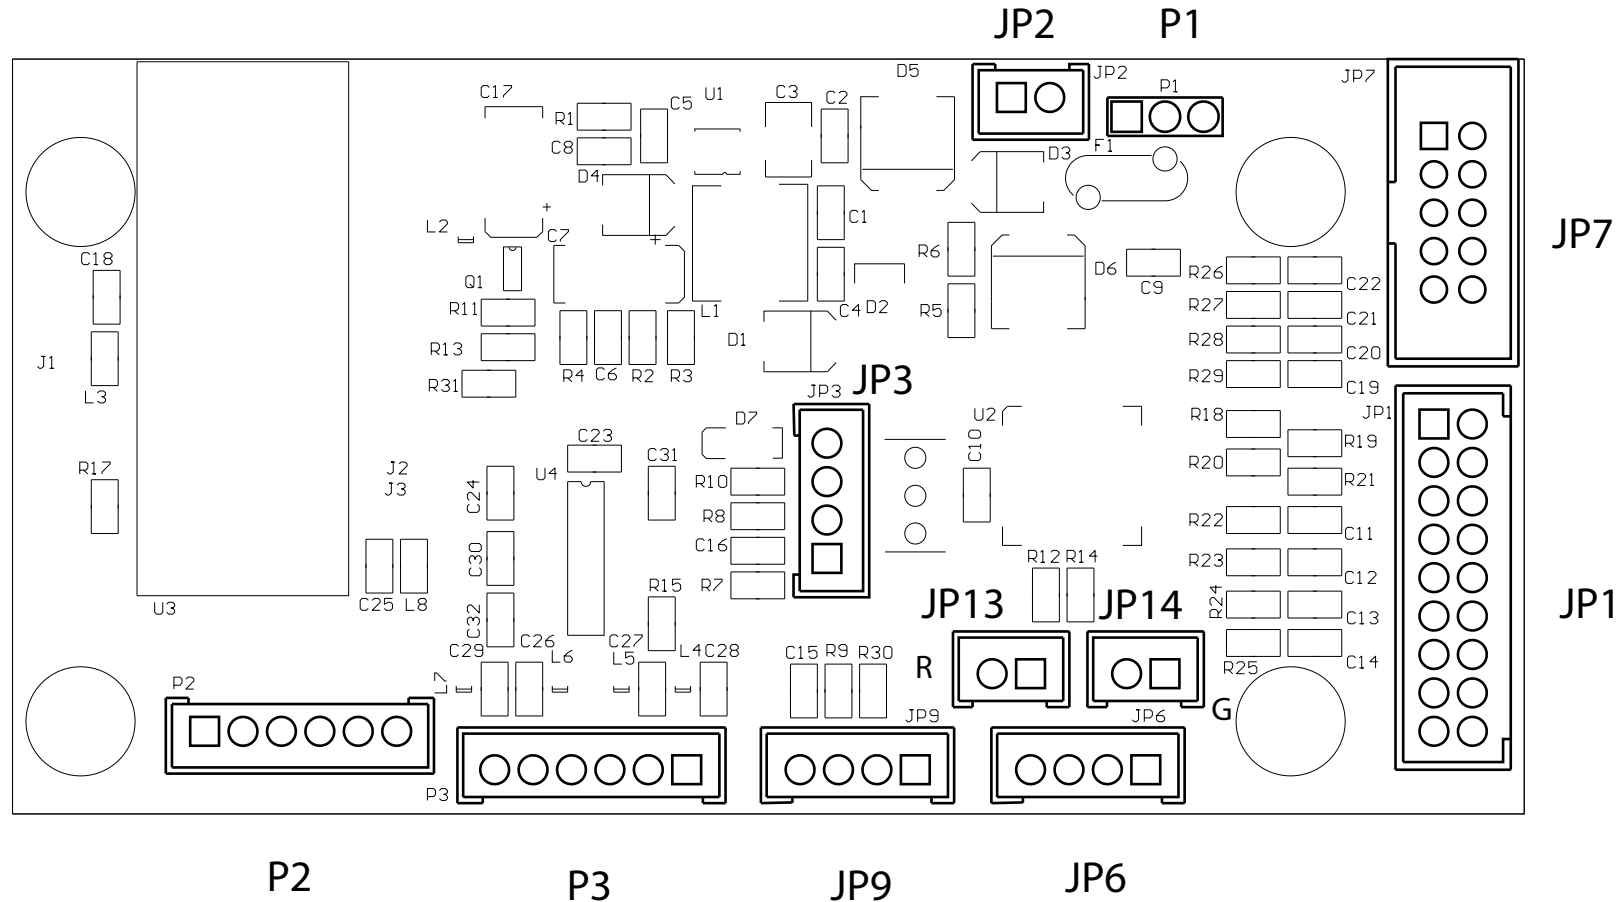 JP2 P1
D5 JP2 JP7
C17 C5 U1 C3 C2 P1
R1
C8 D3 F1
D4
L2 + C7 + C1 JP7
C18 R6
Q1 D6 C9 R26 C22
R11 L1 C4 D2 R5 R27 C21
R13 D1 R28 C20
J1 R31 R4 C6 R2 R3 JP3 R29 C19
L3 JP3
D7 U2 R18 JP1
C23 C10 R19
R17 J2 U4 C31 R20
J3 C24 R10 R21
R8 R22 C11
C30 C16 R12 R14 R23
R7 C12
U3 C25 L8 C32 R15 JP13 JP14 R24 C13 JP1
C29 C26 L6 C27 L5 L4 C28 C15 R9 R30 R R25 C14
P2 L7 JP9 JP6 G
P3
P2 P3 JP9 JP6